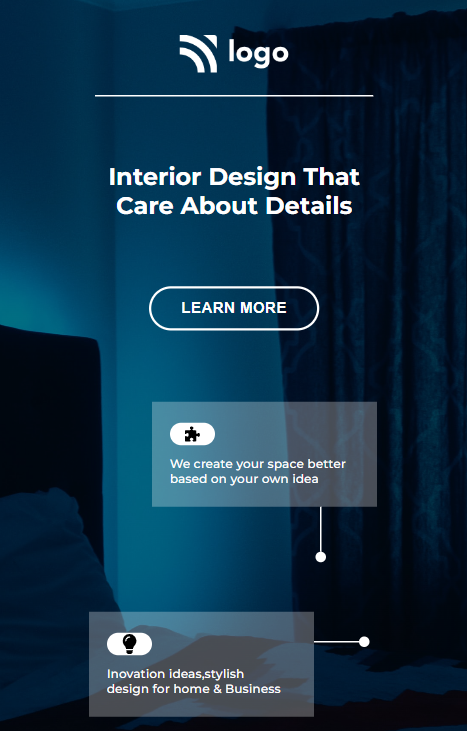 logo
Interior Design That
Care About Details
LEARN MORE
We create your space better
based on your own idea
Inovation ideas,stylish
design for home & Business